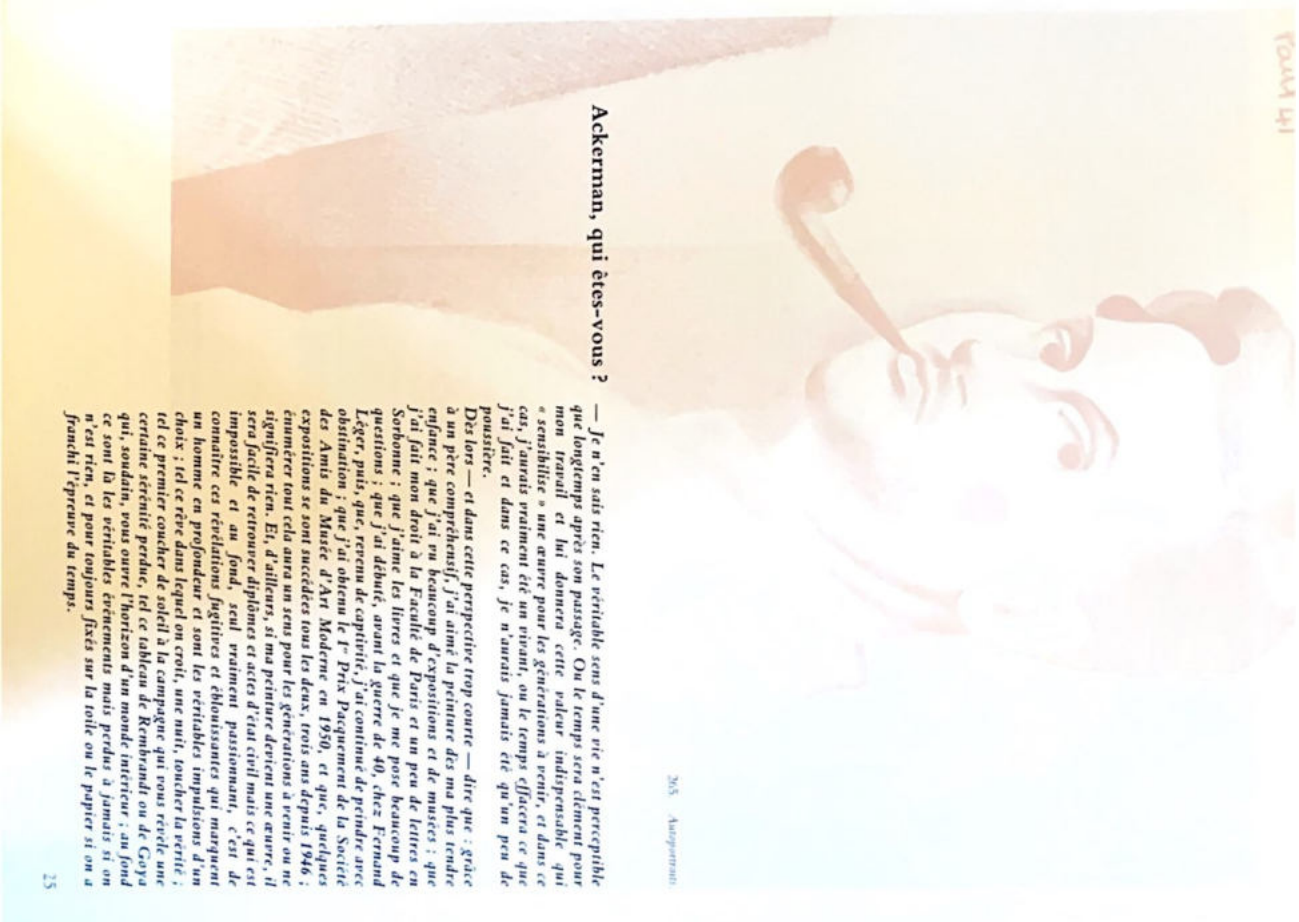 265 Autoportrait.
Ackerman, qui êtes-vous ?
— Je n'en sais rien. Le véritable sens d'une vie n'est perceptible
que longtemps après son passage. Ou le temps sera clément pour
mon travail et lui donnera cette valeur indispensable qui
« sensibilise » une œuvre pour les générations à venir, et dans ce
cas, j'aurais vraiment été un vivant, ou le temps effacera ce que
j'ai fait et dans ce cas, je n'aurais jamais été qu'un peu de
poussière.
Dès lors — et dans cette perspective trop courte — dire que : grâce
à un père compréhensif, j'ai aimé la peinture dès ma plus tendre
enfance ; que j'ai vu beaucoup d'expositions et de musées ; que
j'ai fait mon droit à la Faculté de Paris et un peu de lettres en
Sorbonne ; que j'aime les livres et que je me pose beaucoup de
questions ; que j'ai débuté, avant la guerre de 40, chez Fernand
Léger, puis, que, revenu de captivité, j'ai continué de peindre avec
obstination ; que j'ai obtenu le 1er Prix Pacquement de la Société
des Amis du Musée d'Art Moderne en 1950, et que, quelques
expositions se sont succédées tous les deux, trois ans depuis 1946 ;
énumérer tout cela aura un sens pour les générations à venir ou ne
signifiera rien. Et, d'ailleurs, si ma peinture devient une œuvre, il
sera facile de retrouver diplômes et actes d'état civil mais ce qui est
impossible et au fond, seul vraiment passionnant, c'est de
connaître ces révélations fugitives et éblouissantes qui marquent
un homme en profondeur et sont les véritables impulsions d'un
choix ; tel ce rêve dans lequel on croit, une nuit, toucher la vérité ;
tel ce premier coucher de soleil à la campagne qui vous révèle une
certaine sérénité perdue, tel ce tableau de Rembrandt ou de Goya
qui, soudain, vous ouvre l'horizon d'un monde intérieur ; au fond
ce sont là les véritables événements mais perdus à jamais si on
n'est rien, et pour toujours fixés sur la toile ou le papier si on a
franchi l'épreuve du temps.
25